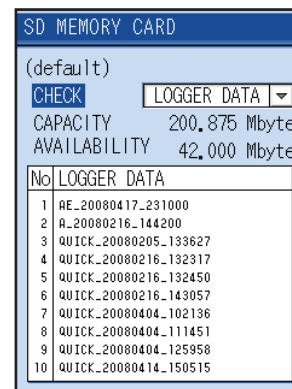 SD MEMORY CARD
(default)
CHECK LOGGER DATA
CAPACITY 200.875 Mbyte
AVAILABILITY 42.000 Mbyte
No LOGGER DATA
1 AE_20080417_231000
2 A_20080216_144200
3 QUICK_20080205_133627
4 QUICK_20080216_132317
5 QUICK_20080216_132450
6 QUICK_20080216_143057
7 QUICK_20080404_102136
8 QUICK_20080404_111451
9 QUICK_20080404_125958
10 QUICK_20080414_150515